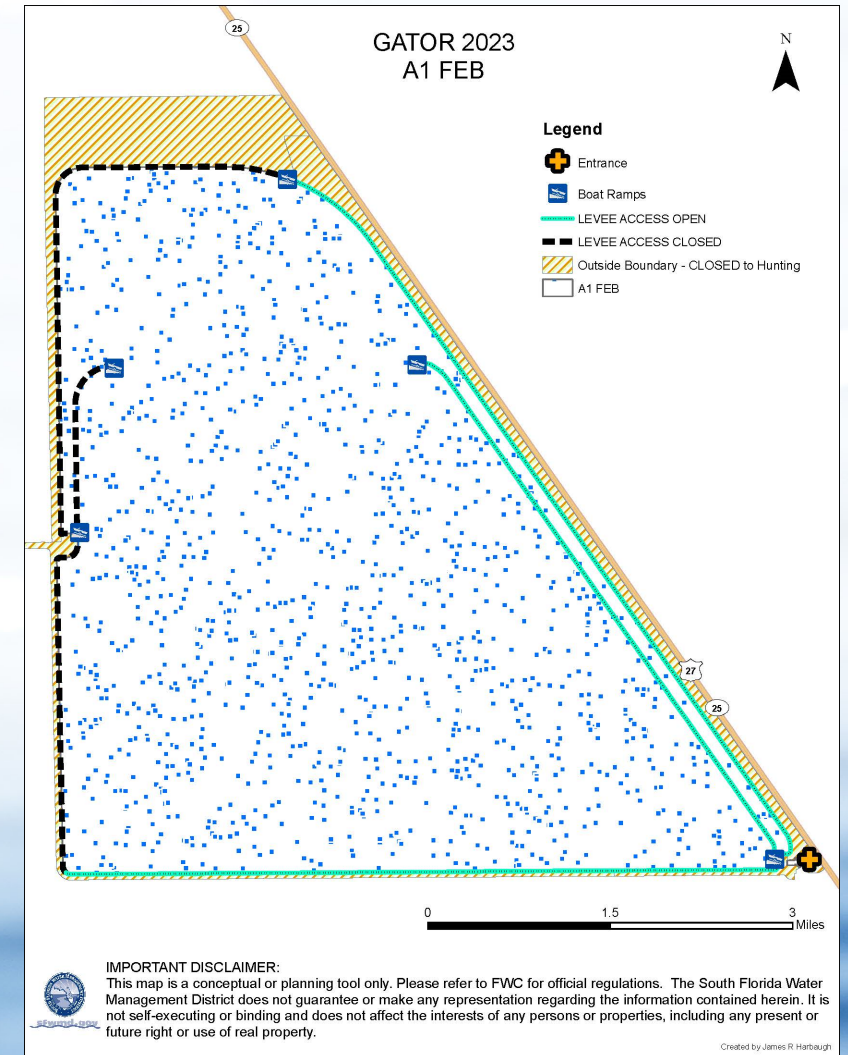 25
GATOR 2023
A1 FEB
N
Legend
Entrance
Boat Ramps
LEVEE ACCESS OPEN
LEVEE ACCESS CLOSED
Outside Boundary - CLOSED to Hunting
A1 FEB
27
25
0 1.5 3
Miles
IMPORTANT DISCLAIMER:
This map is a conceptual or planning tool only. Please refer to FWC for official regulations. The South Florida Water
Management District does not guarantee or make any representation regarding the information contained herein. It is
not self-executing or binding and does not affect the interests of any persons or properties, including any present or
future right or use of real property.
sfwmd.gov
Created by James R Harbaugh